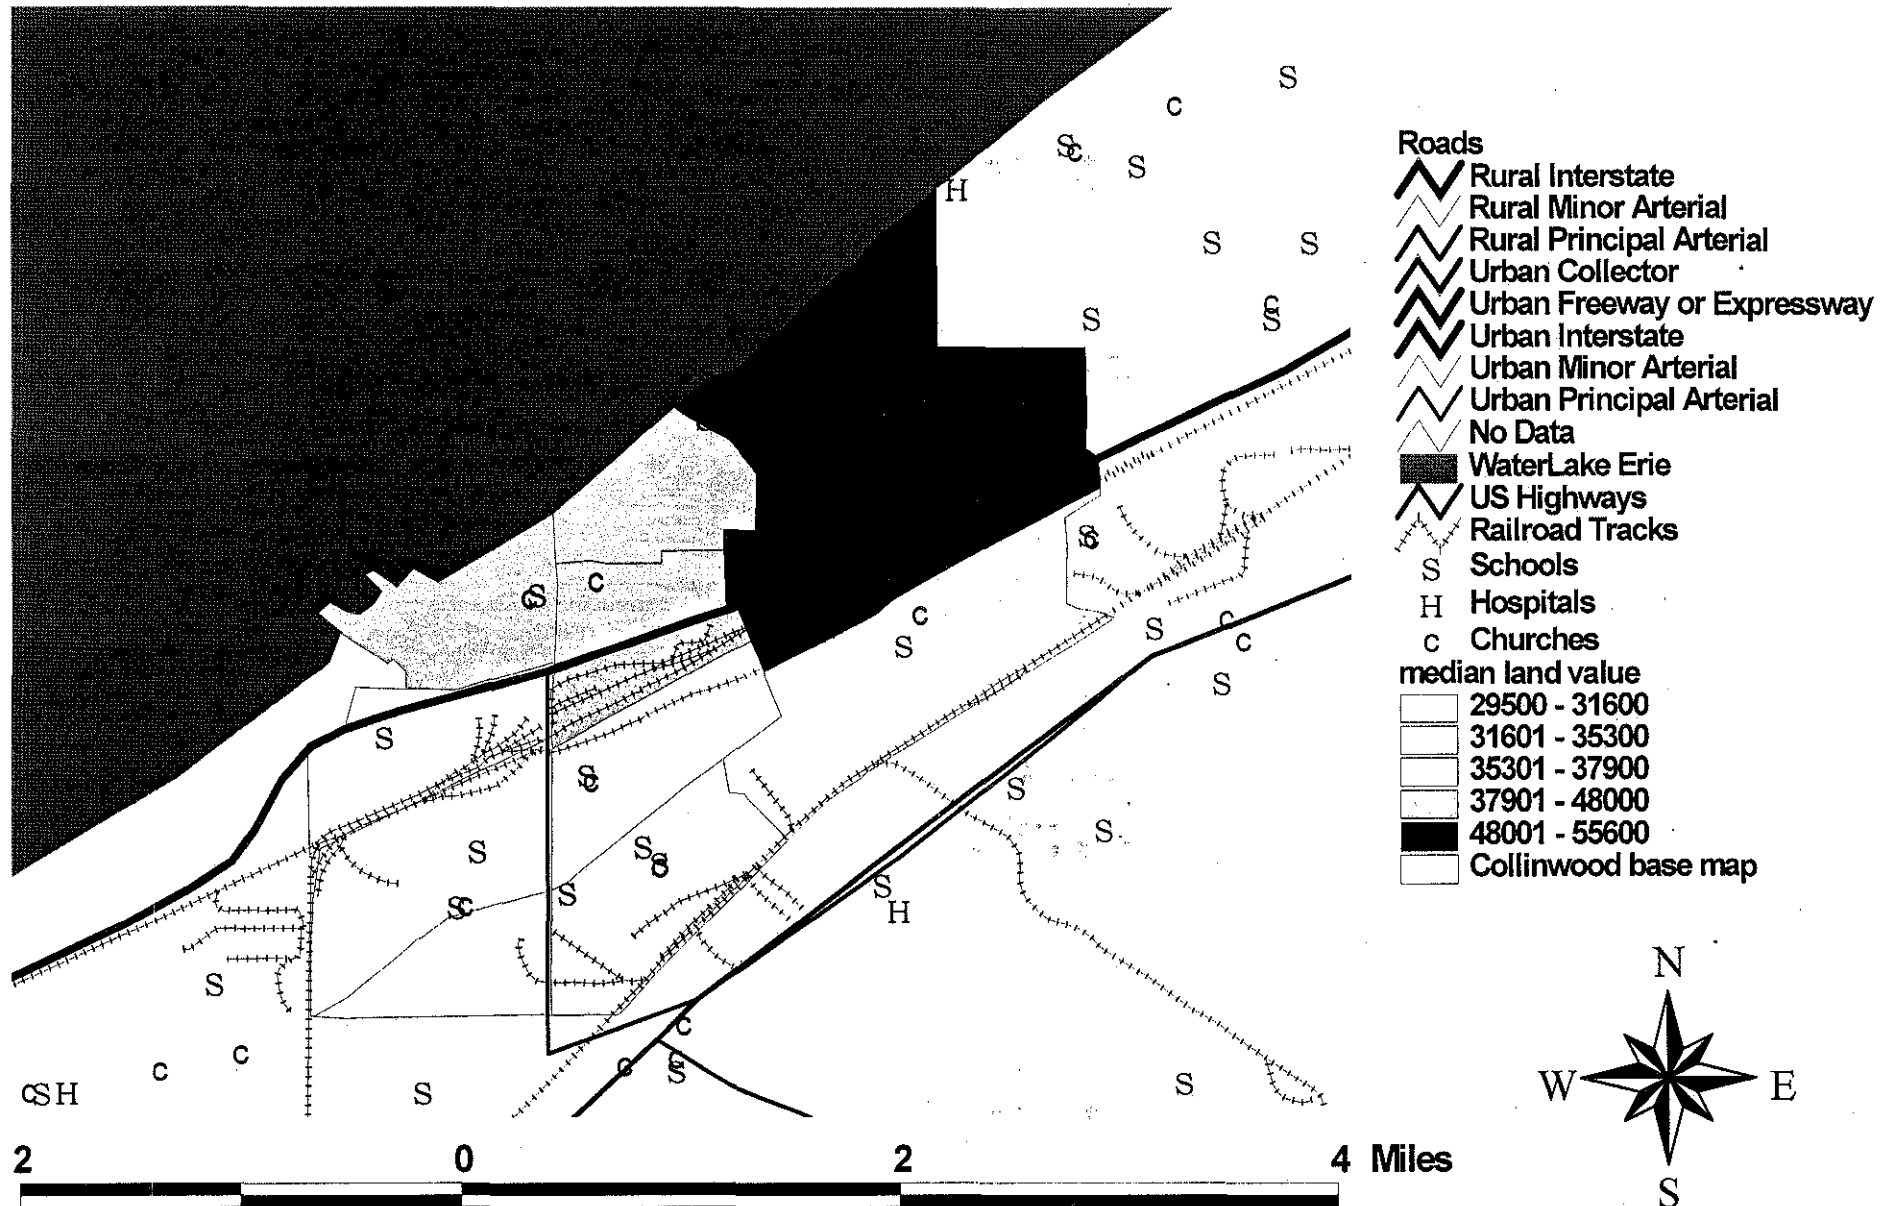 S
C
S
C
S
H
S
S
C
S
S
S
C
C
S
C
S
C
S
C
C
S
S
S
S
C
S
S
S
C
S
S
S
S
S
C
H
S
C
C
C
C
S
C
S
S
CSH
Roads
Rural Interstate
Rural Minor Arterial
Rural Principal Arterial
Urban Collector
Urban Freeway or Expressway
Urban Interstate
Urban Minor Arterial
Urban Principal Arterial
No Data
WaterLake Erie
US Highways
Railroad Tracks
S Schools
H Hospitals
C Churches
median land value
29500 - 31600
31601 - 35300
35301 - 37900
37901 - 48000
48001 - 55600
Collinwood base map
N
W E
S
2 0 2 4 Miles